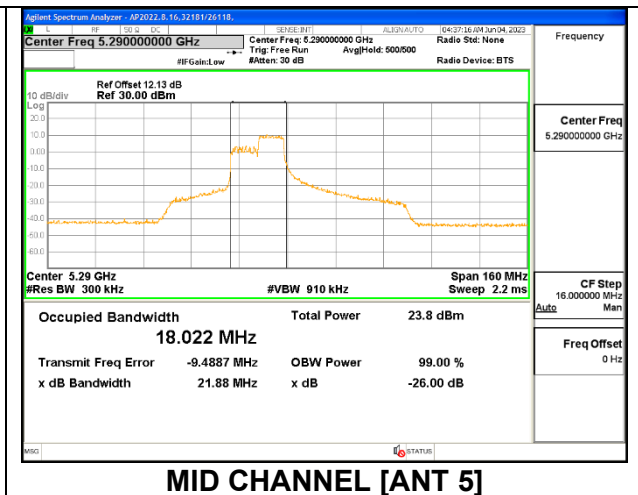 Agilent Spectrum Analyzer - AP2022.8.16,32181/26118,
L RF 50 Ω DC SENSE:INT ALIGNAUTO 04:37:16 AM Jun 04, 2023
Center Freq 5.290000000 GHz Center Freq: 5.290000000 GHz Radio Std: None Frequency
Trig: Free Run Avg|Hold: 500/500
#IFGain:Low #Atten: 30 dB Radio Device: BTS
Ref Offset 12.13 dB
10 dB/div Ref 30.00 dBm
Log
20.0
10.0
0.00
-10.0
-20.0
-30.0
-40.0
-50.0
-60.0
Center Freq
5.290000000 GHz
Center 5.29 GHz Span 160 MHz
#Res BW 300 kHz #VBW 910 kHz Sweep 2.2 ms
CF Step
16.000000 MHz
Auto Man
Occupied Bandwidth Total Power 23.8 dBm
18.022 MHz
Freq Offset
0 Hz
Transmit Freq Error -9.4887 MHz OBW Power 99.00 %
x dB Bandwidth 21.88 MHz x dB -26.00 dB
MSG STATUS
MID CHANNEL [ANT 5]